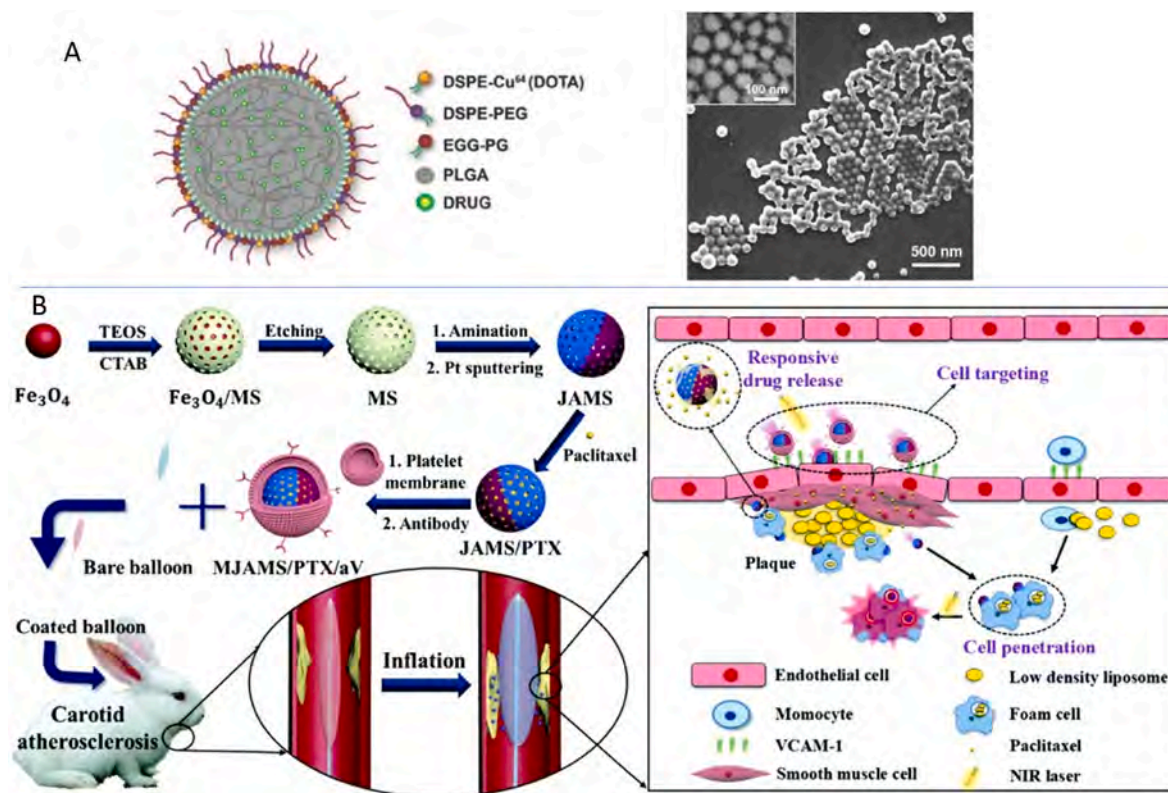 A
DSPE-Cu⁶⁴ (DOTA)
DSPE-PEG
EGG-PG
PLGA
DRUG
100 nm
500 nm
B
TEOS
CTAB
Etching
1. Amination
2. Pt sputtering
Fe₃O₄
Fe₃O₄/MS
MS
JAMS
Paclitaxel
1. Platelet
membrane
2. Antibody
JAMS/PTX
MJAMS/PTX/aV
Bare balloon
Coated balloon
Carotid
atherosclerosis
Inflation
Responsive
drug release
Cell targeting
Plaque
Cell penetration
Endothelial cell
Low density liposome
Momocyte
Foam cell
VCAM-1
Paclitaxel
Smooth muscle cell
NIR laser